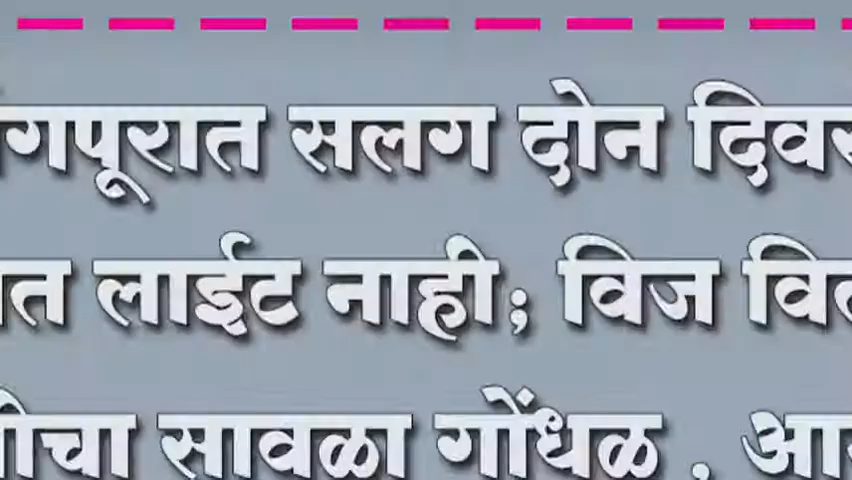 गपूरात सलग दोन दिवस
त लाईट नाही; विज वित
ीचा सावळा गोंधळ , आ